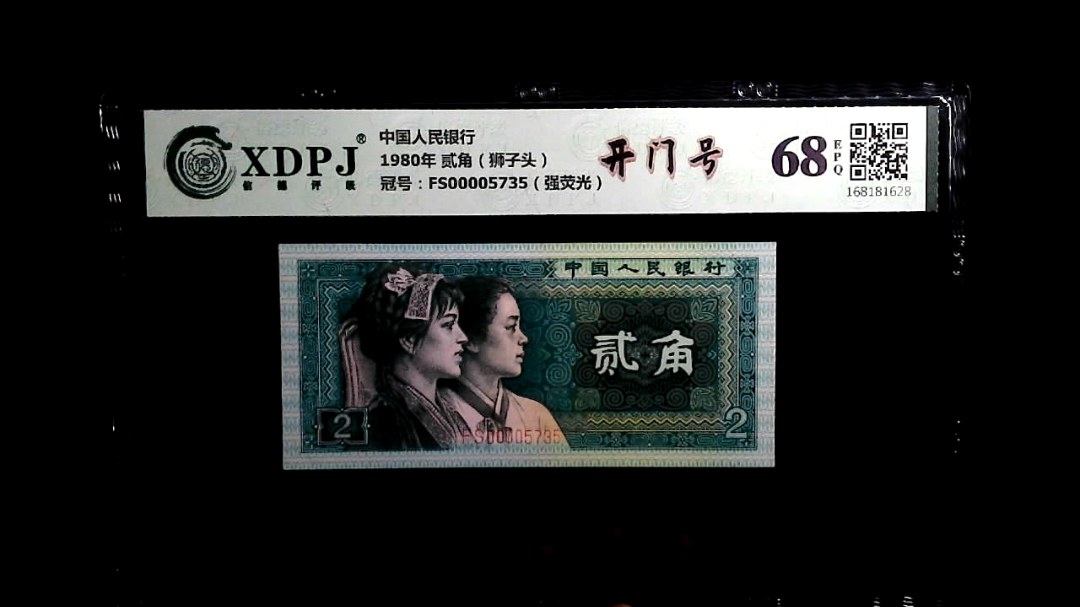 XDPJ®
信德评级
中国人民银行
1980年 贰角（狮子头）
冠号：FS00005735（强荧光）
开门号
68
EPQ
168181628
中国人民银行
贰角
2
2
FS00005735